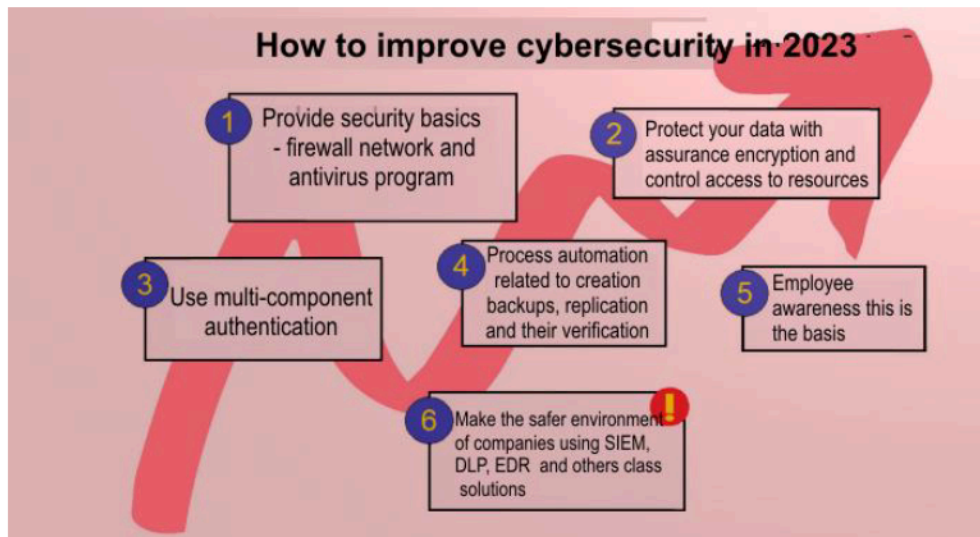 How to improve cybersecurity in 2023
1
Provide security basics
- firewall network and
antivirus program
2
Protect your data with
assurance encryption and
control access to resources
3
Use multi-component
authentication
4
Process automation
related to creation
backups, replication
and their verification
5
Employee
awareness this is
the basis
6
!
Make the safer environment
of companies using SIEM,
DLP, EDR and others class
solutions